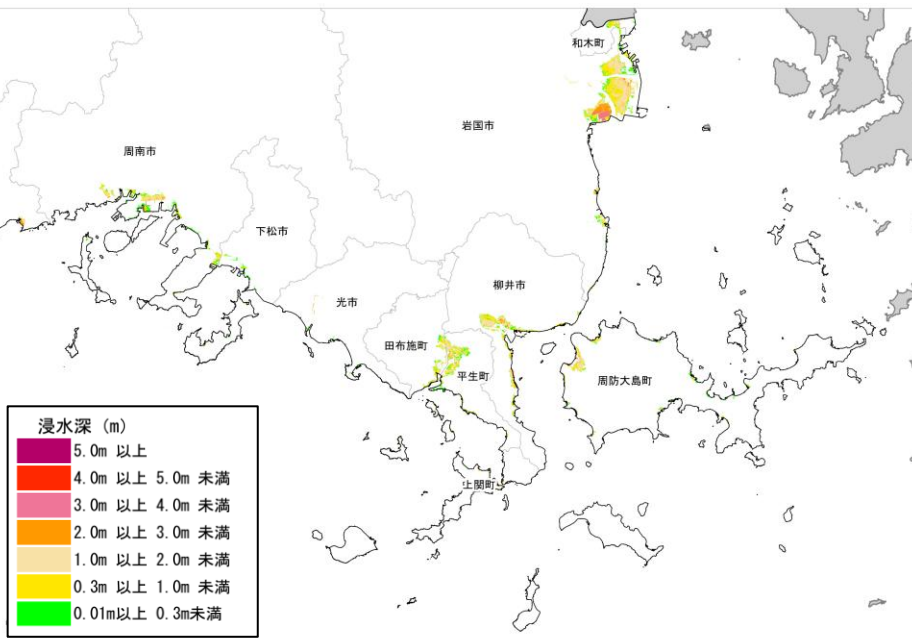 和木町
岩国市
周南市
下松市
柳井市
光市
田布施町
平生町
周防大島町
上関町
浸水深（m）
5.0m 以上
4.0m 以上 5.0m 未満
3.0m 以上 4.0m 未満
2.0m 以上 3.0m 未満
1.0m 以上 2.0m 未満
0.3m 以上 1.0m 未満
0.01m以上 0.3m未満